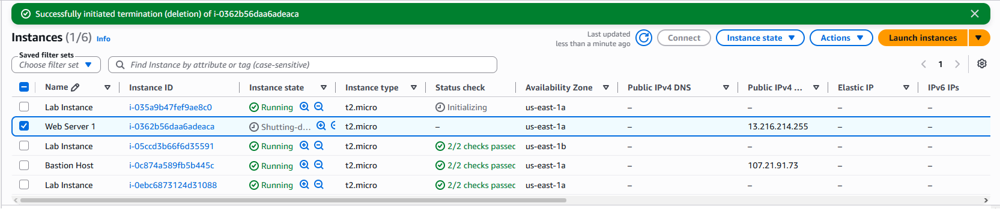 Successfully initiated termination (deletion) of i-0362b56daa6adeaca
Instances (1/6) Info
Last updated
less than a minute ago
Connect
Instance state
Actions
Launch instances
Saved filter sets
Choose filter set
Find Instance by attribute or tag (case-sensitive)
1
Name Instance ID Instance state Instance type Status check Availability Zone Public IPv4 DNS Public IPv4 ... Elastic IP IPv6 IPs
Lab Instance i-035a9b47fef9ae8c0 Running t2.micro Initializing us-east-1a – – – –
Web Server 1 i-0362b56daa6adeaca Shutting-d... t2.micro – us-east-1a – 13.216.214.255 – –
Lab Instance i-05ccd3b66f6d35591 Running t2.micro 2/2 checks passed us-east-1b – – – –
Bastion Host i-0c874a589fb5b445c Running t2.micro 2/2 checks passed us-east-1a – 107.21.91.73 – –
Lab Instance i-0ebc6873124d31088 Running t2.micro 2/2 checks passed us-east-1a – – – –